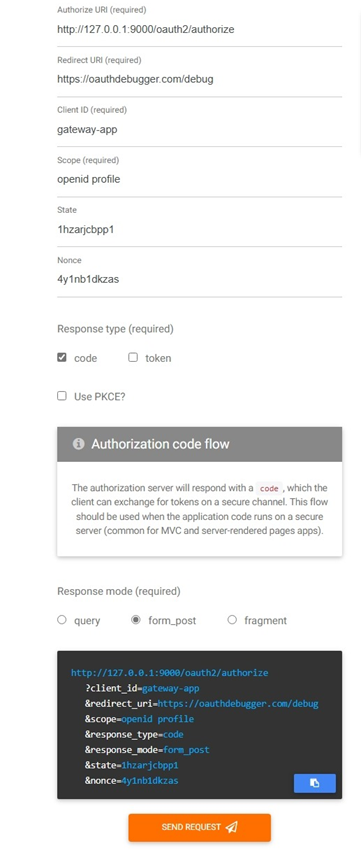 Authorize URI (required)
http://127.0.0.1:9000/oauth2/authorize
Redirect URI (required)
https://oauthdebugger.com/debug
Client ID (required)
gateway-app
Scope (required)
openid profile
State
1hzarjcbpp1
Nonce
4y1nb1dkzas
Response type (required)
code token
Use PKCE?
Authorization code flow
The authorization server will respond with a code, which the
client can exchange for tokens on a secure channel. This flow
should be used when the application code runs on a secure
server (common for MVC and server-rendered pages apps).
Response mode (required)
query form_post fragment
http://127.0.0.1:9000/oauth2/authorize
?client_id=gateway-app
&redirect_uri=https://oauthdebugger.com/debug
&scope=openid profile
&response_type=code
&response_mode=form_post
&state=1hzarjcbpp1
&nonce=4y1nb1dkzas
SEND REQUEST